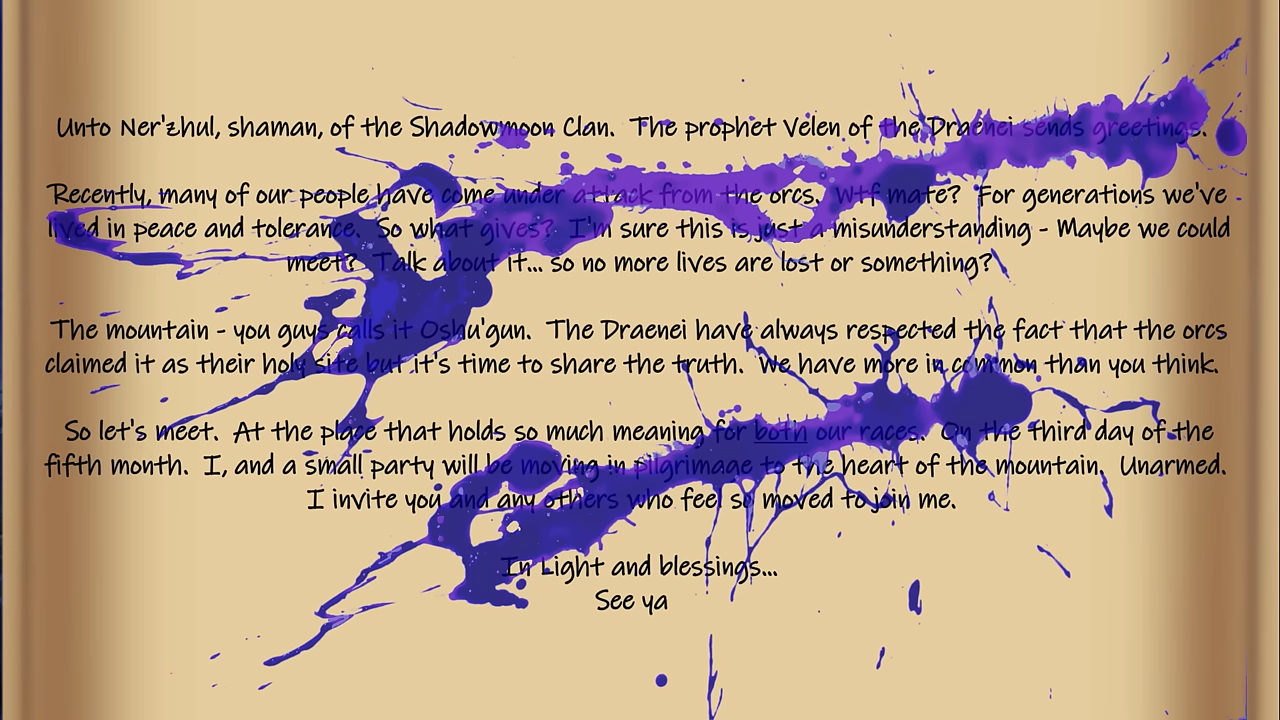 Unto Ner'zhul, shaman, of the Shadowmoon Clan. The prophet Velen of the Draenei sends greetings.
Recently, many of our people have come under attack from the orcs. Wtf mate? For generations we've
lived in peace and tolerance. So what gives? I'm sure this is just a misunderstanding - Maybe we could
meet? Talk about it... so no more lives are lost or something?
The mountain - you guys calls it Oshu'gun. The Draenei have always respected the fact that the orcs
claimed it as their holy site but it's time to share the truth. We have more in common than you think.
So let's meet. At the place that holds so much meaning for both our races. On the third day of the
fifth month. I, and a small party will be moving in pilgrimage to the heart of the mountain. Unarmed.
I invite you and any others who feel so moved to join me.
In Light and blessings...
See ya